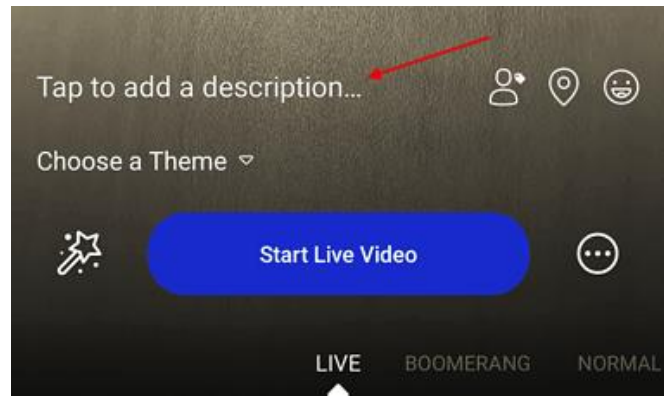 Tap to add a description…
Choose a Theme
Start Live Video
LIVE BOOMERANG NORMAL